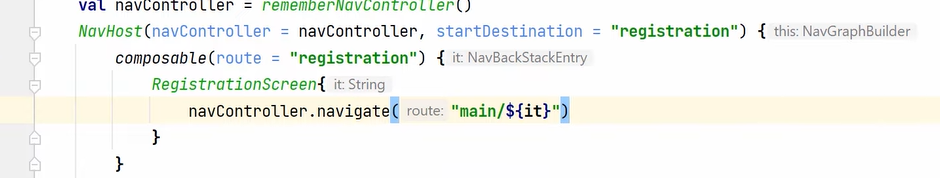 val navController = rememberNavController()
NavHost(navController = navController, startDestination = "registration") { this: NavGraphBuilder
composable(route = "registration") { it: NavBackStackEntry
RegistrationScreen{ it: String
navController.navigate( route: "main/${it}")
}
}